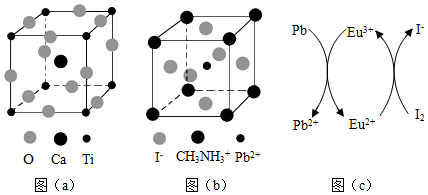 Pb Eu³⁺ I⁻
Pb²⁺ Eu²⁺ I₂
O Ca Ti
I⁻ CH₃NH₃⁺ Pb²⁺
图（a） 图（b） 图（c）